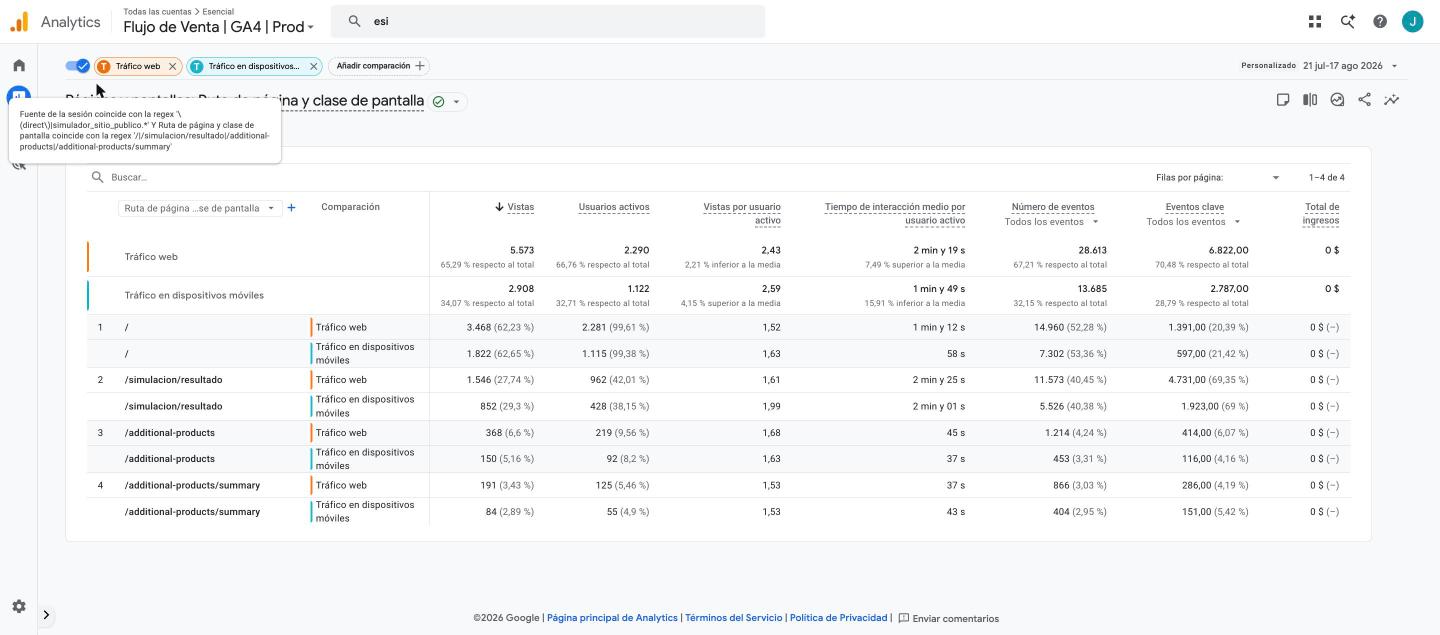 Todas las cuentas > Esencial
Analytics
Flujo de Venta | GA4 | Prod
esi
J
T Tráfico web
T Tráfico en dispositivos...
Añadir comparación
Personalizado 21 jul-17 ago 2026
y clase de pantalla
Fuente de la sesión coincide con la regex '\
(direct\)|simulador_sitio_publico.*' Y Ruta de página y clase de
pantalla coincide con la regex '/|/simulacion/resultado|/additional-
products|/additional-products/summary'
Buscar...
Filas por página:
1–4 de 4
Ruta de página ...se de pantalla
Comparación
Vistas
Usuarios activos
Vistas por usuario
activo
Tiempo de interacción medio por
usuario activo
Número de eventos
Todos los eventos
Eventos clave
Todos los eventos
Total de
ingresos
Tráfico web
5.573 2.290 2,43 2 min y 19 s 28.613 6.822,00 0 $
65,29 % respecto al total 66,76 % respecto al total 2,21 % inferior a la media 7,49 % superior a la media 67,21 % respecto al total 70,48 % respecto al total
Tráfico en dispositivos móviles
2.908 1.122 2,59 1 min y 49 s 13.685 2.787,00 0 $
34,07 % respecto al total 32,71 % respecto al total 4,15 % superior a la media 15,91 % inferior a la media 32,15 % respecto al total 28,79 % respecto al total
1 / Tráfico web 3.468 (62,23 %) 2.281 (99,61 %) 1,52 1 min y 12 s 14.960 (52,28 %) 1.391,00 (20,39 %) 0 $ (–)
/ Tráfico en dispositivos móviles 1.822 (62,65 %) 1.115 (99,38 %) 1,63 58 s 7.302 (53,36 %) 597,00 (21,42 %) 0 $ (–)
2 /simulacion/resultado Tráfico web 1.546 (27,74 %) 962 (42,01 %) 1,61 2 min y 25 s 11.573 (40,45 %) 4.731,00 (69,35 %) 0 $ (–)
/simulacion/resultado Tráfico en dispositivos móviles 852 (29,3 %) 428 (38,15 %) 1,99 2 min y 01 s 5.526 (40,38 %) 1.923,00 (69 %) 0 $ (–)
3 /additional-products Tráfico web 368 (6,6 %) 219 (9,56 %) 1,68 45 s 1.214 (4,24 %) 414,00 (6,07 %) 0 $ (–)
/additional-products Tráfico en dispositivos móviles 150 (5,16 %) 92 (8,2 %) 1,63 37 s 453 (3,31 %) 116,00 (4,16 %) 0 $ (–)
4 /additional-products/summary Tráfico web 191 (3,43 %) 125 (5,46 %) 1,53 37 s 866 (3,03 %) 286,00 (4,19 %) 0 $ (–)
/additional-products/summary Tráfico en dispositivos móviles 84 (2,89 %) 55 (4,9 %) 1,53 43 s 404 (2,95 %) 151,00 (5,42 %) 0 $ (–)
©2026 Google | Página principal de Analytics | Términos del Servicio | Política de Privacidad | Enviar comentarios